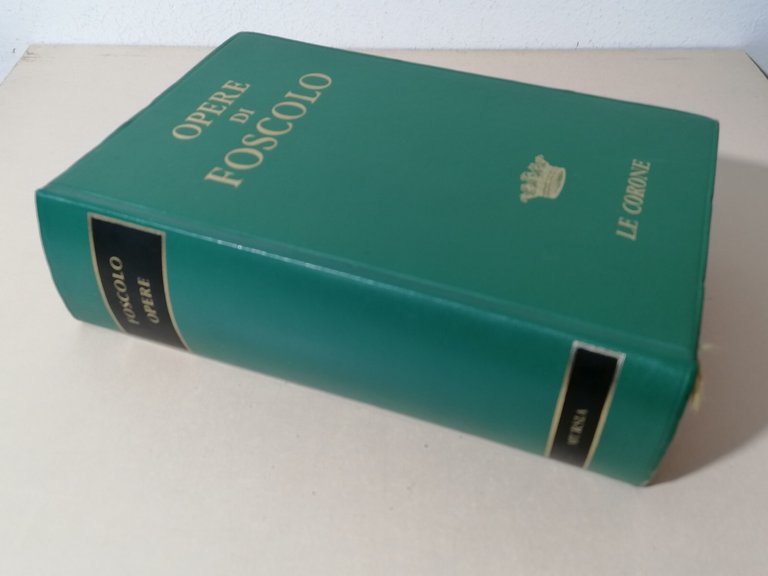 OPERE
DI
FOSCOLO
LE CORONE
FOSCOLO
OPERE
MURSIA